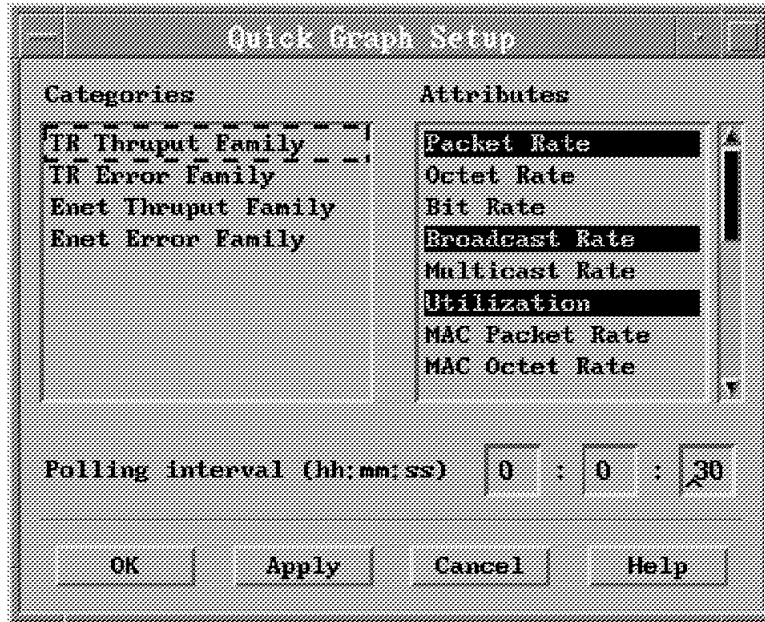 Quick Graph Setup
Categories
TR Thruput Family
TR Error Family
Enet Thruput Family
Enet Error Family
Attributes
Packet Rate
Octet Rate
Bit Rate
Broadcast Rate
Multicast Rate
Utilization
MAC Packet Rate
MAC Octet Rate
Polling interval (hh:mm:ss) 0 : 0 : 30
OK Apply Cancel Help